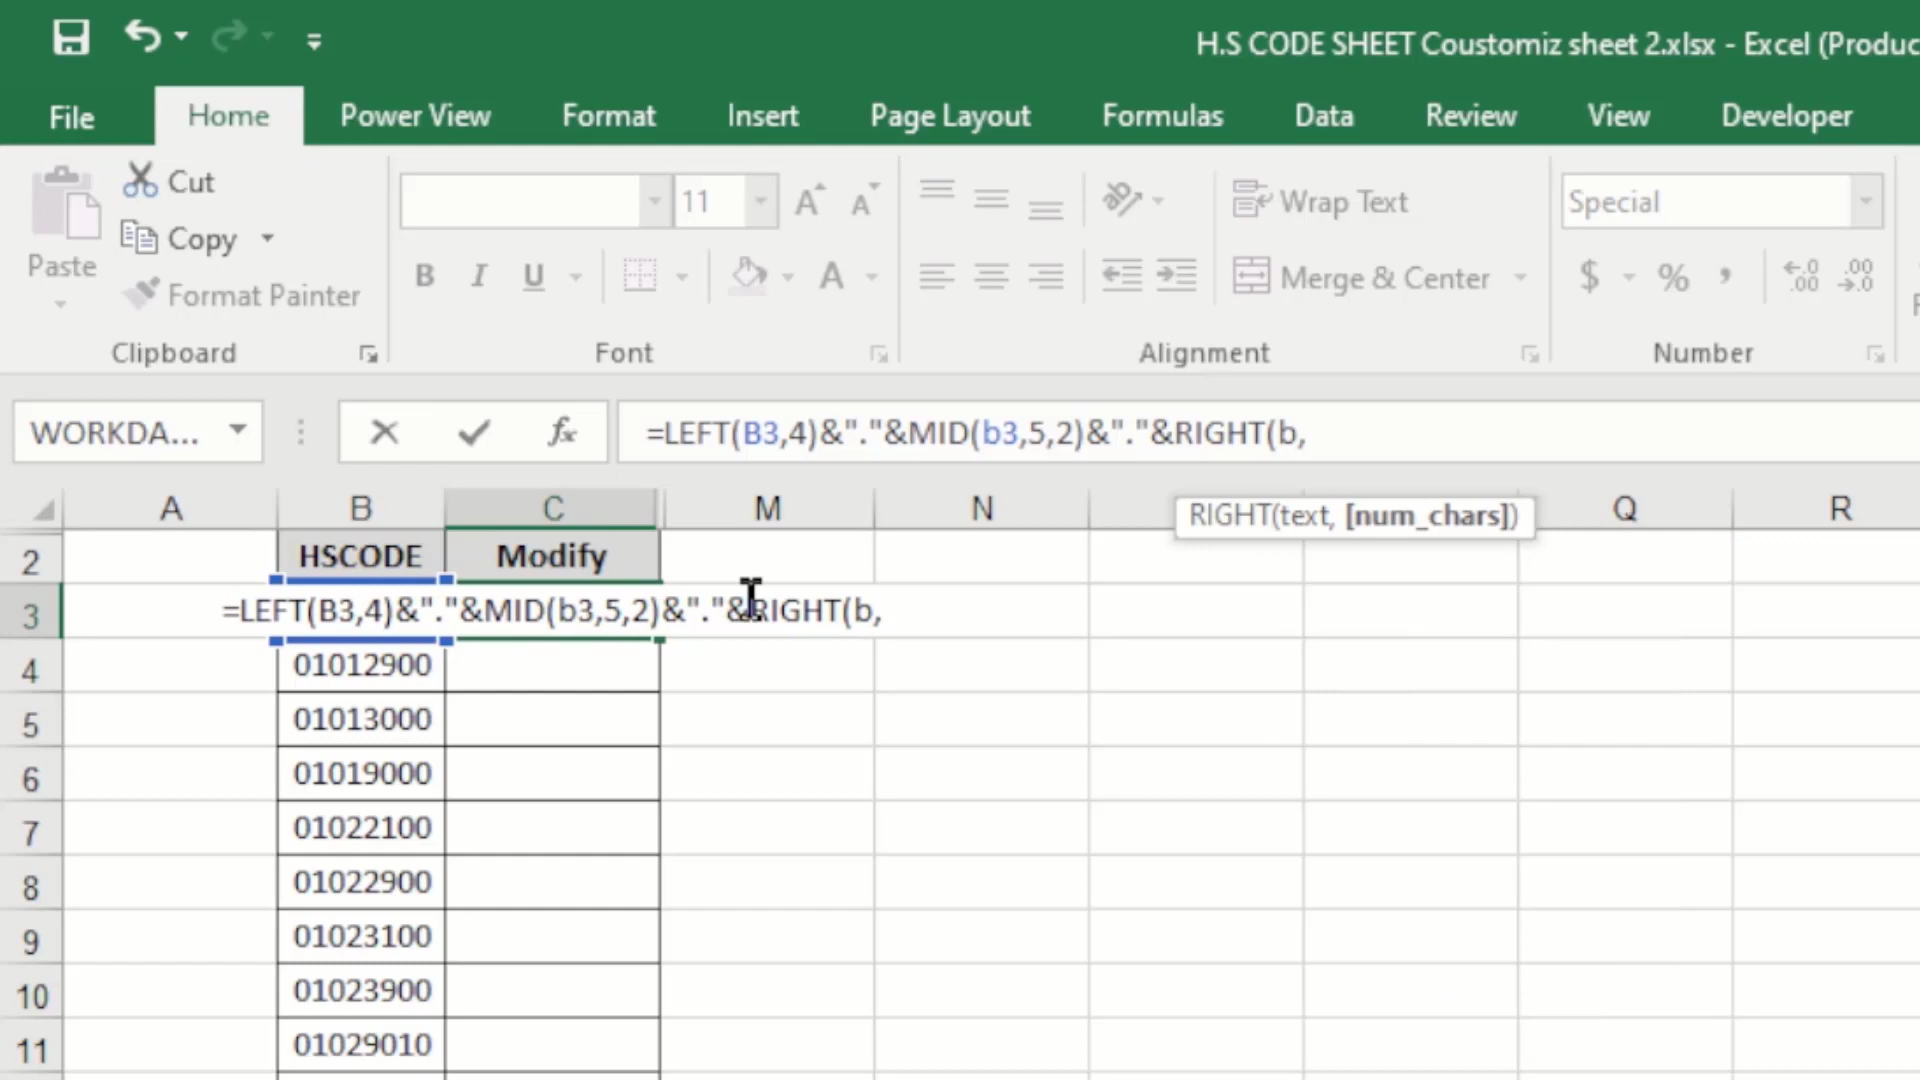 H.S CODE SHEET Coustomiz sheet 2.xlsx - Excel (Produc
File Home Power View Format Insert Page Layout Formulas Data Review View Developer
Paste
Cut
Copy
Format Painter
Clipboard
11
B I U
Font
Wrap Text
Merge & Center
Alignment
Special
$ % ,
Number
WORKDA...
=LEFT(B3,4)&"."&MID(b3,5,2)&"."&RIGHT(b,
RIGHT(text, [num_chars])
A B C M N Q R
2 HSCODE Modify
3 =LEFT(B3,4)&"."&MID(b3,5,2)&"."&RIGHT(b,
4 01012900
5 01013000
6 01019000
7 01022100
8 01022900
9 01023100
10 01023900
11 01029010